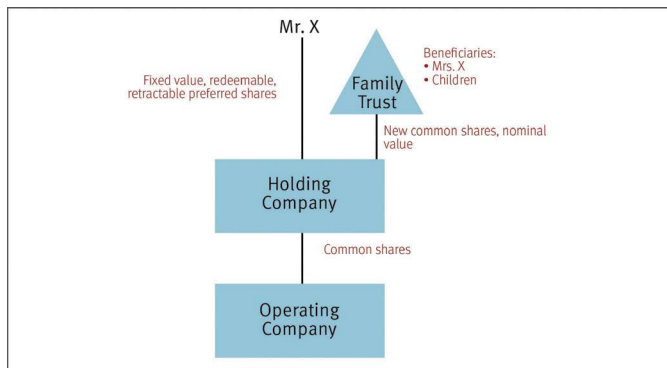 Mr. X
Fixed value, redeemable,
retractable preferred shares
Family
Trust
Beneficiaries:
• Mrs. X
• Children
New common shares, nominal
value
Holding
Company
Common shares
Operating
Company